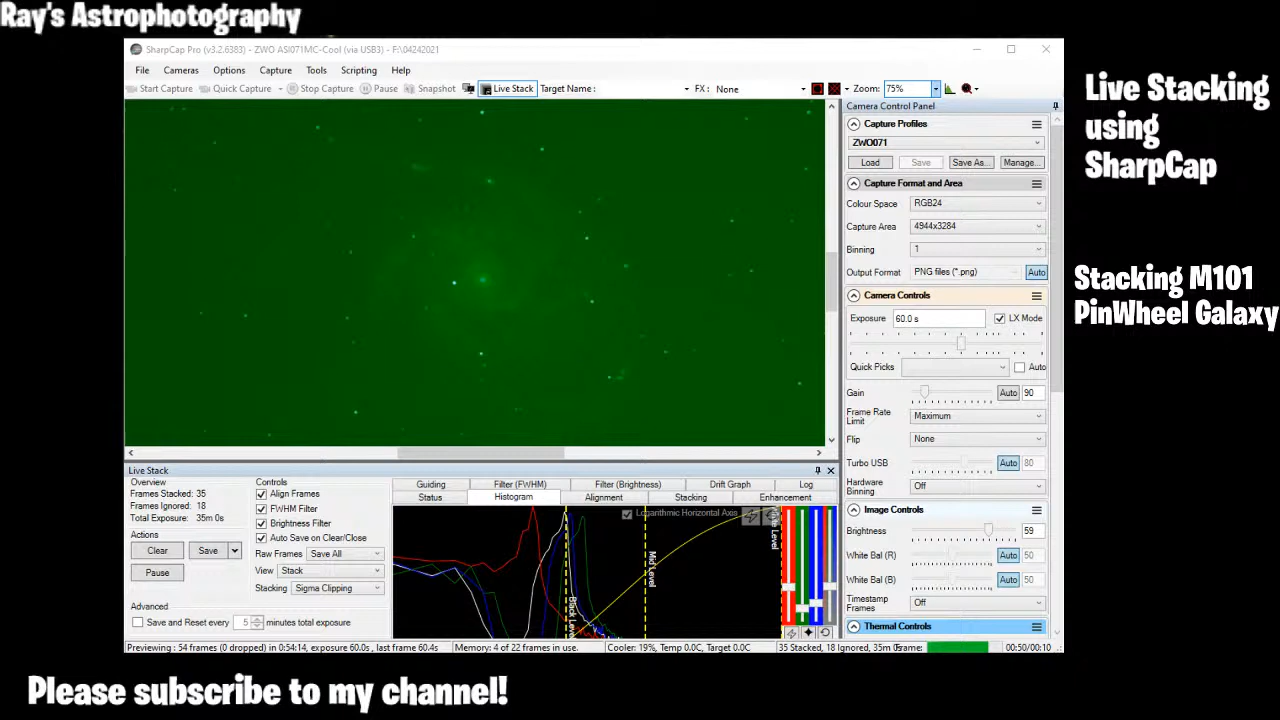 Ray's Astrophotography
SharpCap Pro (v3.2.6383) - ZWO ASI071MC-Cool (via USB3) - F:\04242021
File Cameras Options Capture Tools Scripting Help
Start Capture Quick Capture Stop Capture Pause Snapshot Live Stack Target Name : FX : None Zoom: 75%
Camera Control Panel
Capture Profiles
ZWO071
Load Save Save As... Manage...
Capture Format and Area
Colour Space RGB24
Capture Area 4944x3284
Binning 1
Output Format PNG files (*.png) Auto
Camera Controls
Exposure 60.0 s LX Mode
Quick Picks Auto
Gain Auto 90
Frame Rate Limit Maximum
Flip None
Turbo USB Auto 80
Hardware Binning Off
Image Controls
Brightness 59
White Bal (R) Auto 50
White Bal (B) Auto 50
Timestamp Frames Off
Thermal Controls
Live Stack
Overview
Frames Stacked: 35
Frames Ignored: 18
Total Exposure: 35m 0s
Actions
Clear Save
Pause
Controls
Align Frames
FWHM Filter
Brightness Filter
Auto Save on Clear/Close
Raw Frames Save All
View Stack
Stacking Sigma Clipping
Advanced
Save and Reset every 5 minutes total exposure
Guiding Filter (FWHM) Filter (Brightness) Drift Graph Log
Status Histogram Alignment Stacking Enhancement
Logarithmic Horizontal Axis
Black Level
Mid Level
White Level
Previewing : 54 frames (0 dropped) in 0:54:14, exposure 60.0s, last frame 60.4s Memory: 4 of 22 frames in use. Cooler: 19%, Temp 0.0C, Target 0.0C 35 Stacked, 18 Ignored, 35m 0s Frame: 00:50/00:10
Live Stacking
using
SharpCap
Stacking M101
PinWheel Galaxy
Please subscribe to my channel!